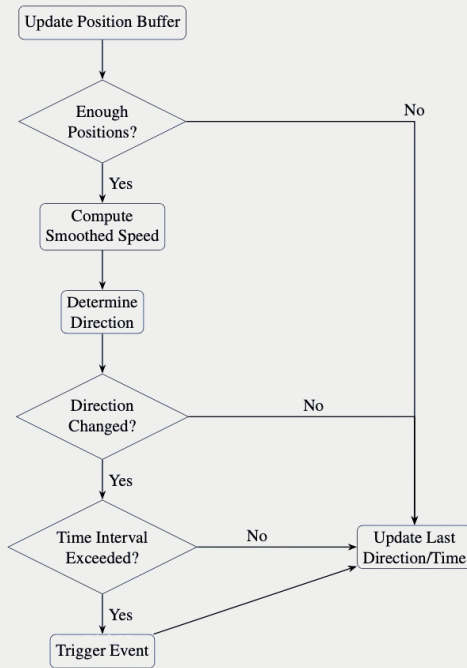 Update Position Buffer
Enough
Positions?
No
Yes
Compute
Smoothed Speed
Determine
Direction
Direction
Changed?
No
Yes
Time Interval
Exceeded?
No
Update Last
Direction/Time
Yes
Trigger Event